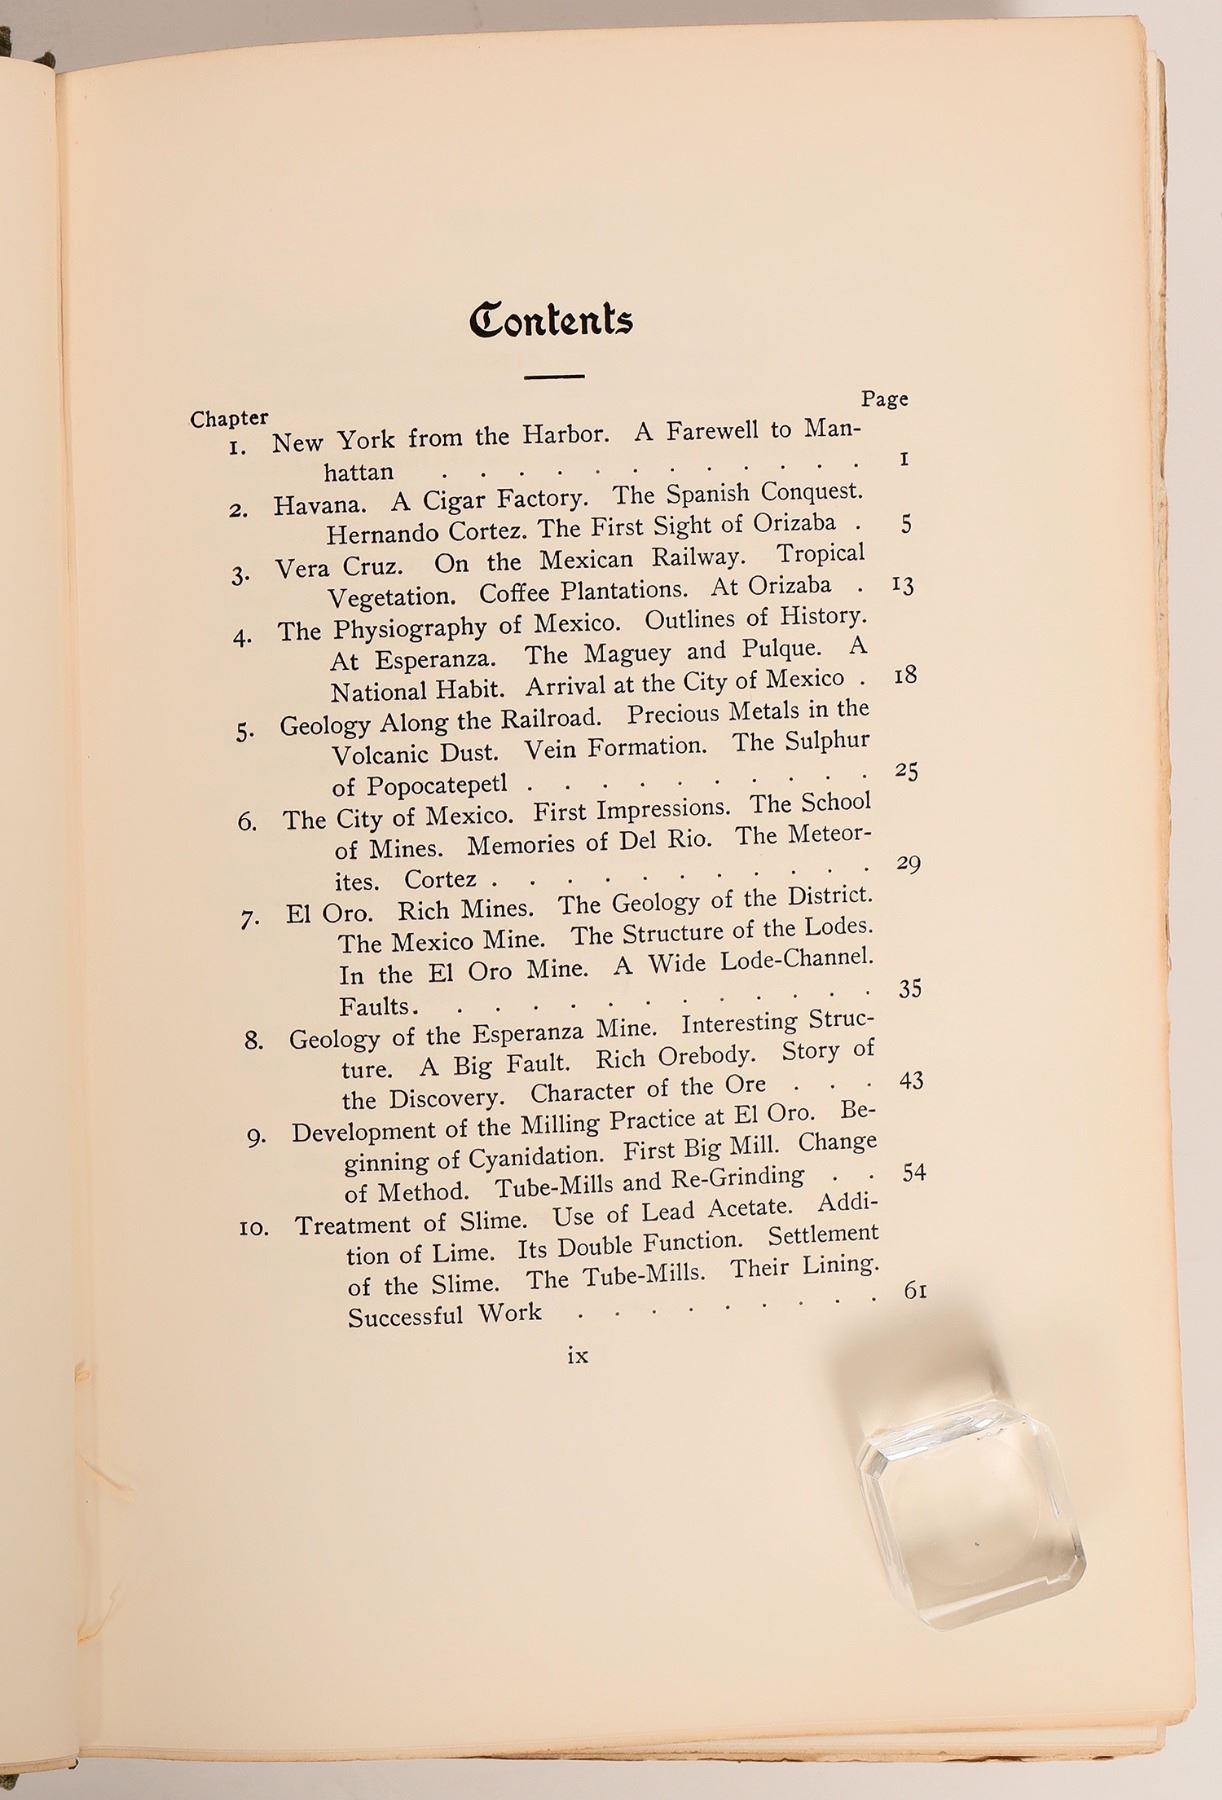 Contents
Chapter Page
1. New York from the Harbor. A Farewell to Man-
hattan . . . . . . . . . . . . 1
2. Havana. A Cigar Factory. The Spanish Conquest.
Hernando Cortez. The First Sight of Orizaba . 5
3. Vera Cruz. On the Mexican Railway. Tropical
Vegetation. Coffee Plantations. At Orizaba . 13
4. The Physiography of Mexico. Outlines of History.
At Esperanza. The Maguey and Pulque. A
National Habit. Arrival at the City of Mexico . 18
5. Geology Along the Railroad. Precious Metals in the
Volcanic Dust. Vein Formation. The Sulphur
of Popocatepetl . . . . . . . . . . 25
6. The City of Mexico. First Impressions. The School
of Mines. Memories of Del Rio. The Meteor-
ites. Cortez . . . . . . . . . . . 29
7. El Oro. Rich Mines. The Geology of the District.
The Mexico Mine. The Structure of the Lodes.
In the El Oro Mine. A Wide Lode-Channel.
Faults. . . . . . . . . . . . . 35
8. Geology of the Esperanza Mine. Interesting Struc-
ture. A Big Fault. Rich Orebody. Story of
the Discovery. Character of the Ore . . . 43
9. Development of the Milling Practice at El Oro. Be-
ginning of Cyanidation. First Big Mill. Change
of Method. Tube-Mills and Re-Grinding . . 54
10. Treatment of Slime. Use of Lead Acetate. Addi-
tion of Lime. Its Double Function. Settlement
of the Slime. The Tube-Mills. Their Lining.
Successful Work . . . . . . . . . 61
ix